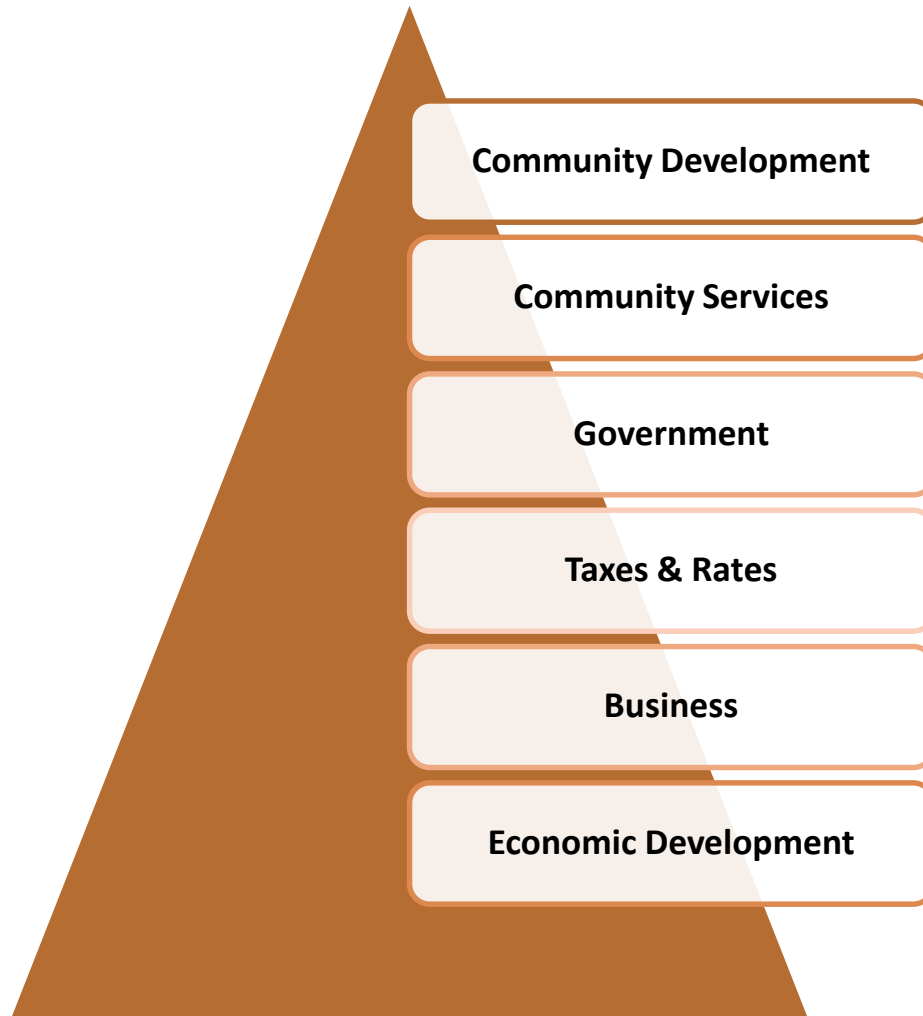 Community Development
Community Services
Government
Taxes & Rates
Business
Economic Development